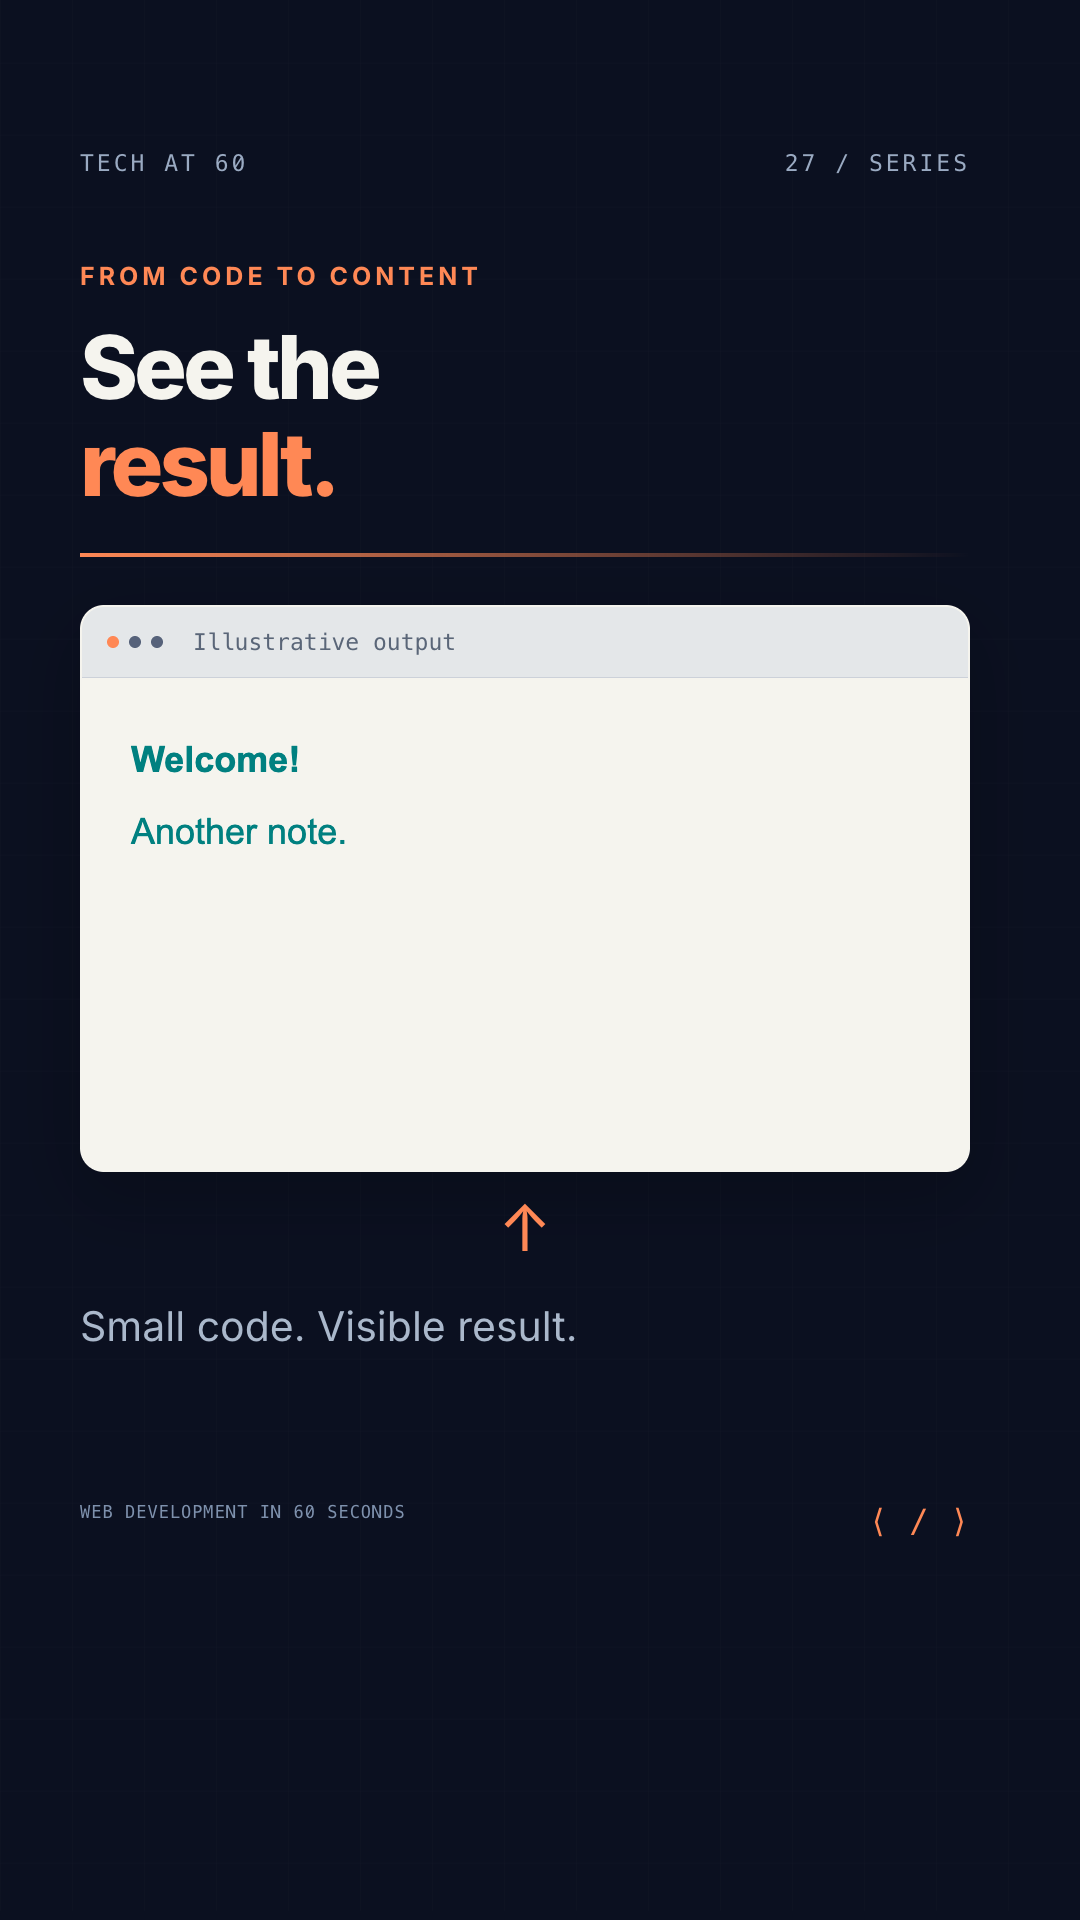 TECH AT 60
27 / SERIES
FROM CODE TO CONTENT
See the
result.
Illustrative output
Welcome!
Another note.
↑
Small code. Visible result.
WEB DEVELOPMENT IN 60 SECONDS
⟨ / ⟩